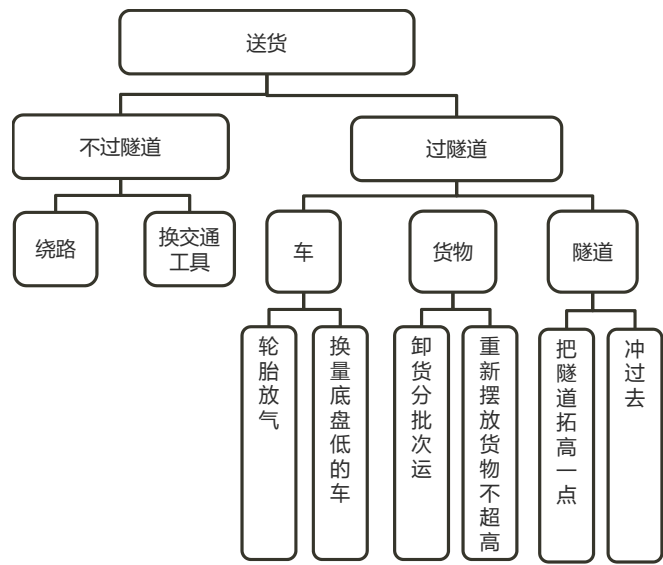 送货
不过隧道
过隧道
绕路
换交通
工具
车
货物
隧道
轮胎放气
换量底盘低的车
卸货分批次运
重新摆放货物不超高
把隧道拓高一点
冲过去